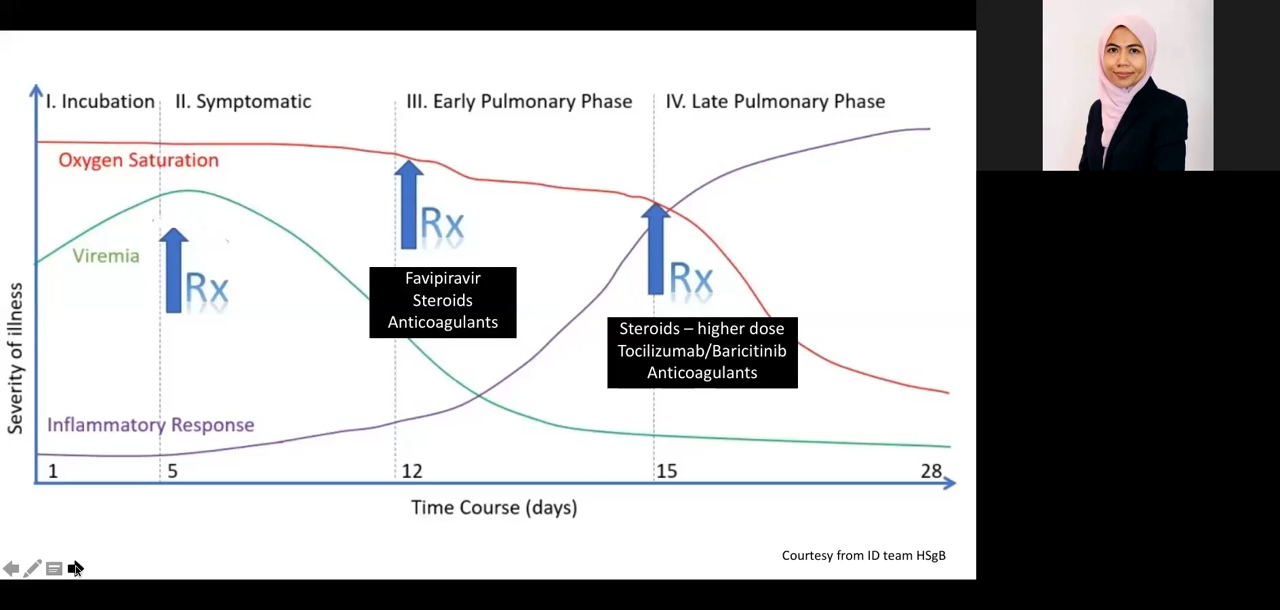 I. Incubation
II. Symptomatic
III. Early Pulmonary Phase
IV. Late Pulmonary Phase
Oxygen Saturation
Viremia
Inflammatory Response
Rx
Rx
Rx
Favipiravir
Steroids
Anticoagulants
Steroids – higher dose
Tocilizumab/Baricitinib
Anticoagulants
Severity of illness
1
5
12
15
28
Time Course (days)
Courtesy from ID team HSgB